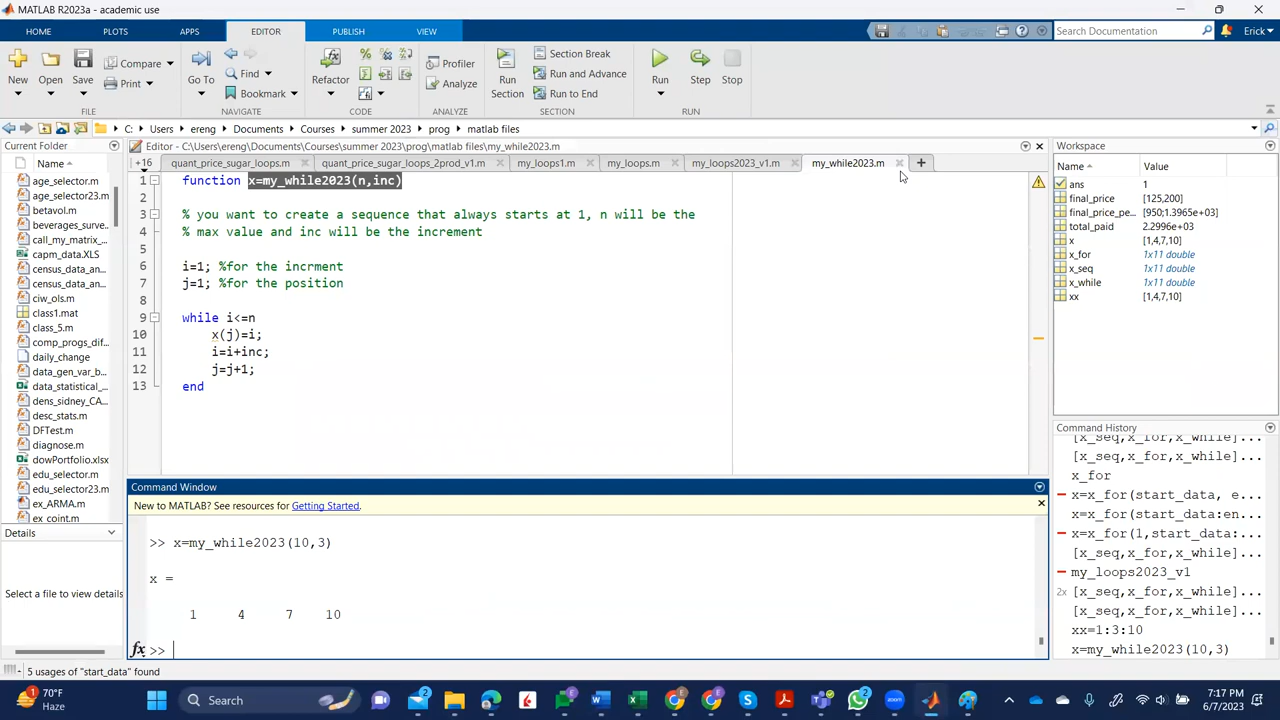 MATLAB R2023a - academic use
HOME PLOTS APPS EDITOR PUBLISH VIEW
Search Documentation Erick
New Open Save Compare Print Go To Find Bookmark Refactor Profiler Analyze Run Section Section Break Run and Advance Run to End Run Step Stop
FILE NAVIGATE CODE ANALYZE SECTION RUN
C: Users ereng Documents Courses summer 2023 prog matlab files
Current Folder
Name
age_selector.m
age_selector23.m
betavol.m
beverages_surve...
call_my_matrix_...
capm_data.XLS
census_data_an...
census_data_an...
ciw_ols.m
class1.mat
class_5.m
comp_progs_dif...
daily_change
data_gen_var_b...
data_statistical_...
dens_sidney_CA...
desc_stats.m
DFTest.m
diagnose.m
dowPortfolio.xlsx
edu_selector.m
edu_selector23.m
ex_ARMA.m
ex_coint.m
Details
Select a file to view details
Editor - C:\Users\ereng\Documents\Courses\summer 2023\prog\matlab files\my_while2023.m
+16 quant_price_sugar_loops.m quant_price_sugar_loops_2prod_v1.m my_loops1.m my_loops.m my_loops2023_v1.m my_while2023.m
1 function x=my_while2023(n,inc)
2
3 % you want to create a sequence that always starts at 1, n will be the
4 % max value and inc will be the increment
5
6 i=1; %for the incrment
7 j=1; %for the position
8
9 while i<=n
10 x(j)=i;
11 i=i+inc;
12 j=j+1;
13 end
Command Window
New to MATLAB? See resources for Getting Started.
>> x=my_while2023(10,3)
x =
1 4 7 10
fx >>
Workspace
Name Value
ans 1
final_price [125,200]
final_price_pe... [950;1.3965e+03]
total_paid 2.2996e+03
x [1,4,7,10]
x_for 1x11 double
x_seq 1x11 double
x_while 1x11 double
xx [1,4,7,10]
Command History
[x_seq,x_for,x_while]...
[x_seq,x_for,x_while]...
x_for
x=x_for(start_data, e...
x=x_for(start_data:en...
x=x_for(1,start_data:...
[x_seq,x_for,x_while]...
my_loops2023_v1
2x [x_seq,x_for,x_while]...
[x_seq,x_for,x_while]...
xx=1:3:10
x=my_while2023(10,3)
5 usages of "start_data" found
70°F
Haze
Search
7:17 PM
6/7/2023